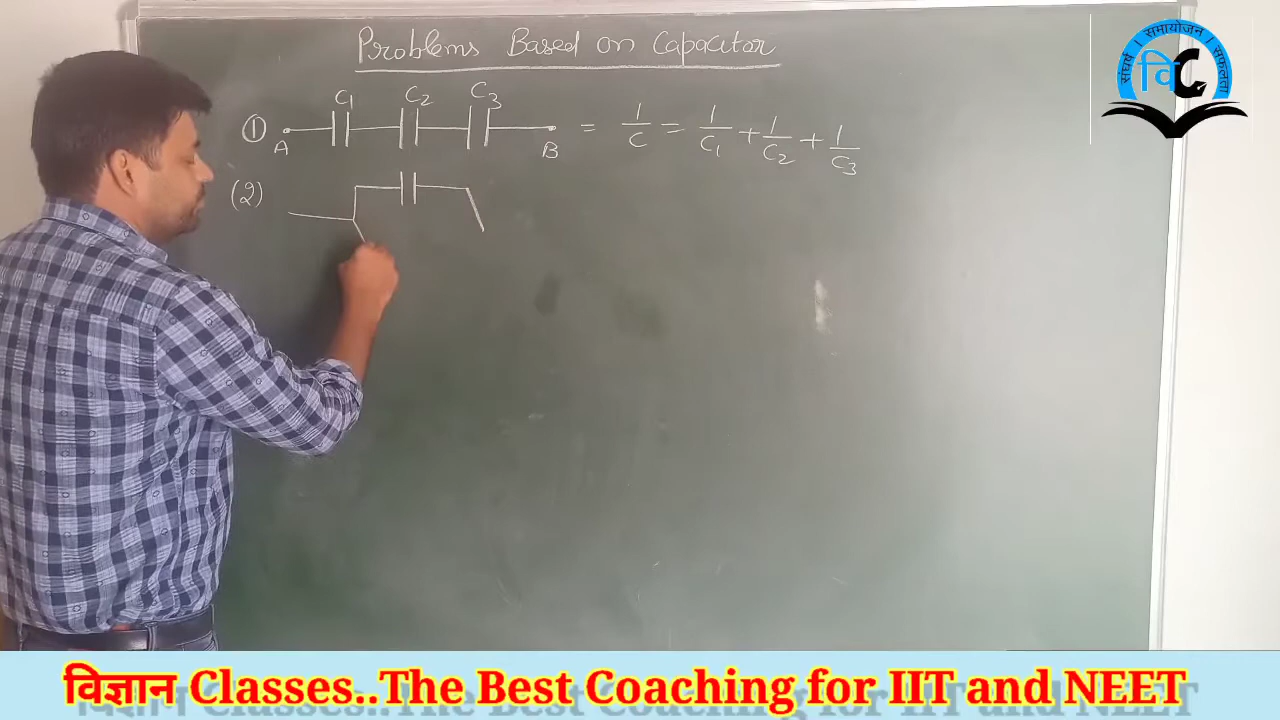 Problems Based on Capacitor
संघर्ष । समायोजन । सफलता
विC
C₁ C₂ C₃
① A B = 1/C = 1/C₁ + 1/C₂ + 1/C₃
(2)
विज्ञान Classes..The Best Coaching for IIT and NEET